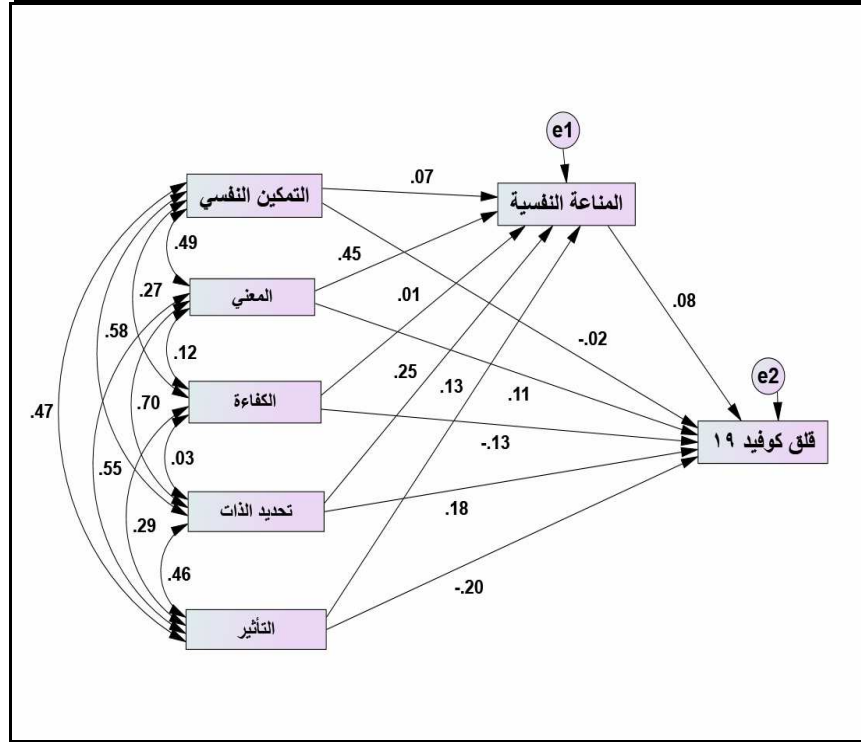 e1
التمكين النفسي
.07
المناعة النفسية
.49
.45
المعني
.27
.01
.08
.58
-.02
.12
.25
.13
.11
e2
.70
الكفاءة
.47
قلق كوفيد ١٩
-.13
.03
.55
تحديد الذات
.18
.29
.46
-.20
التأثير